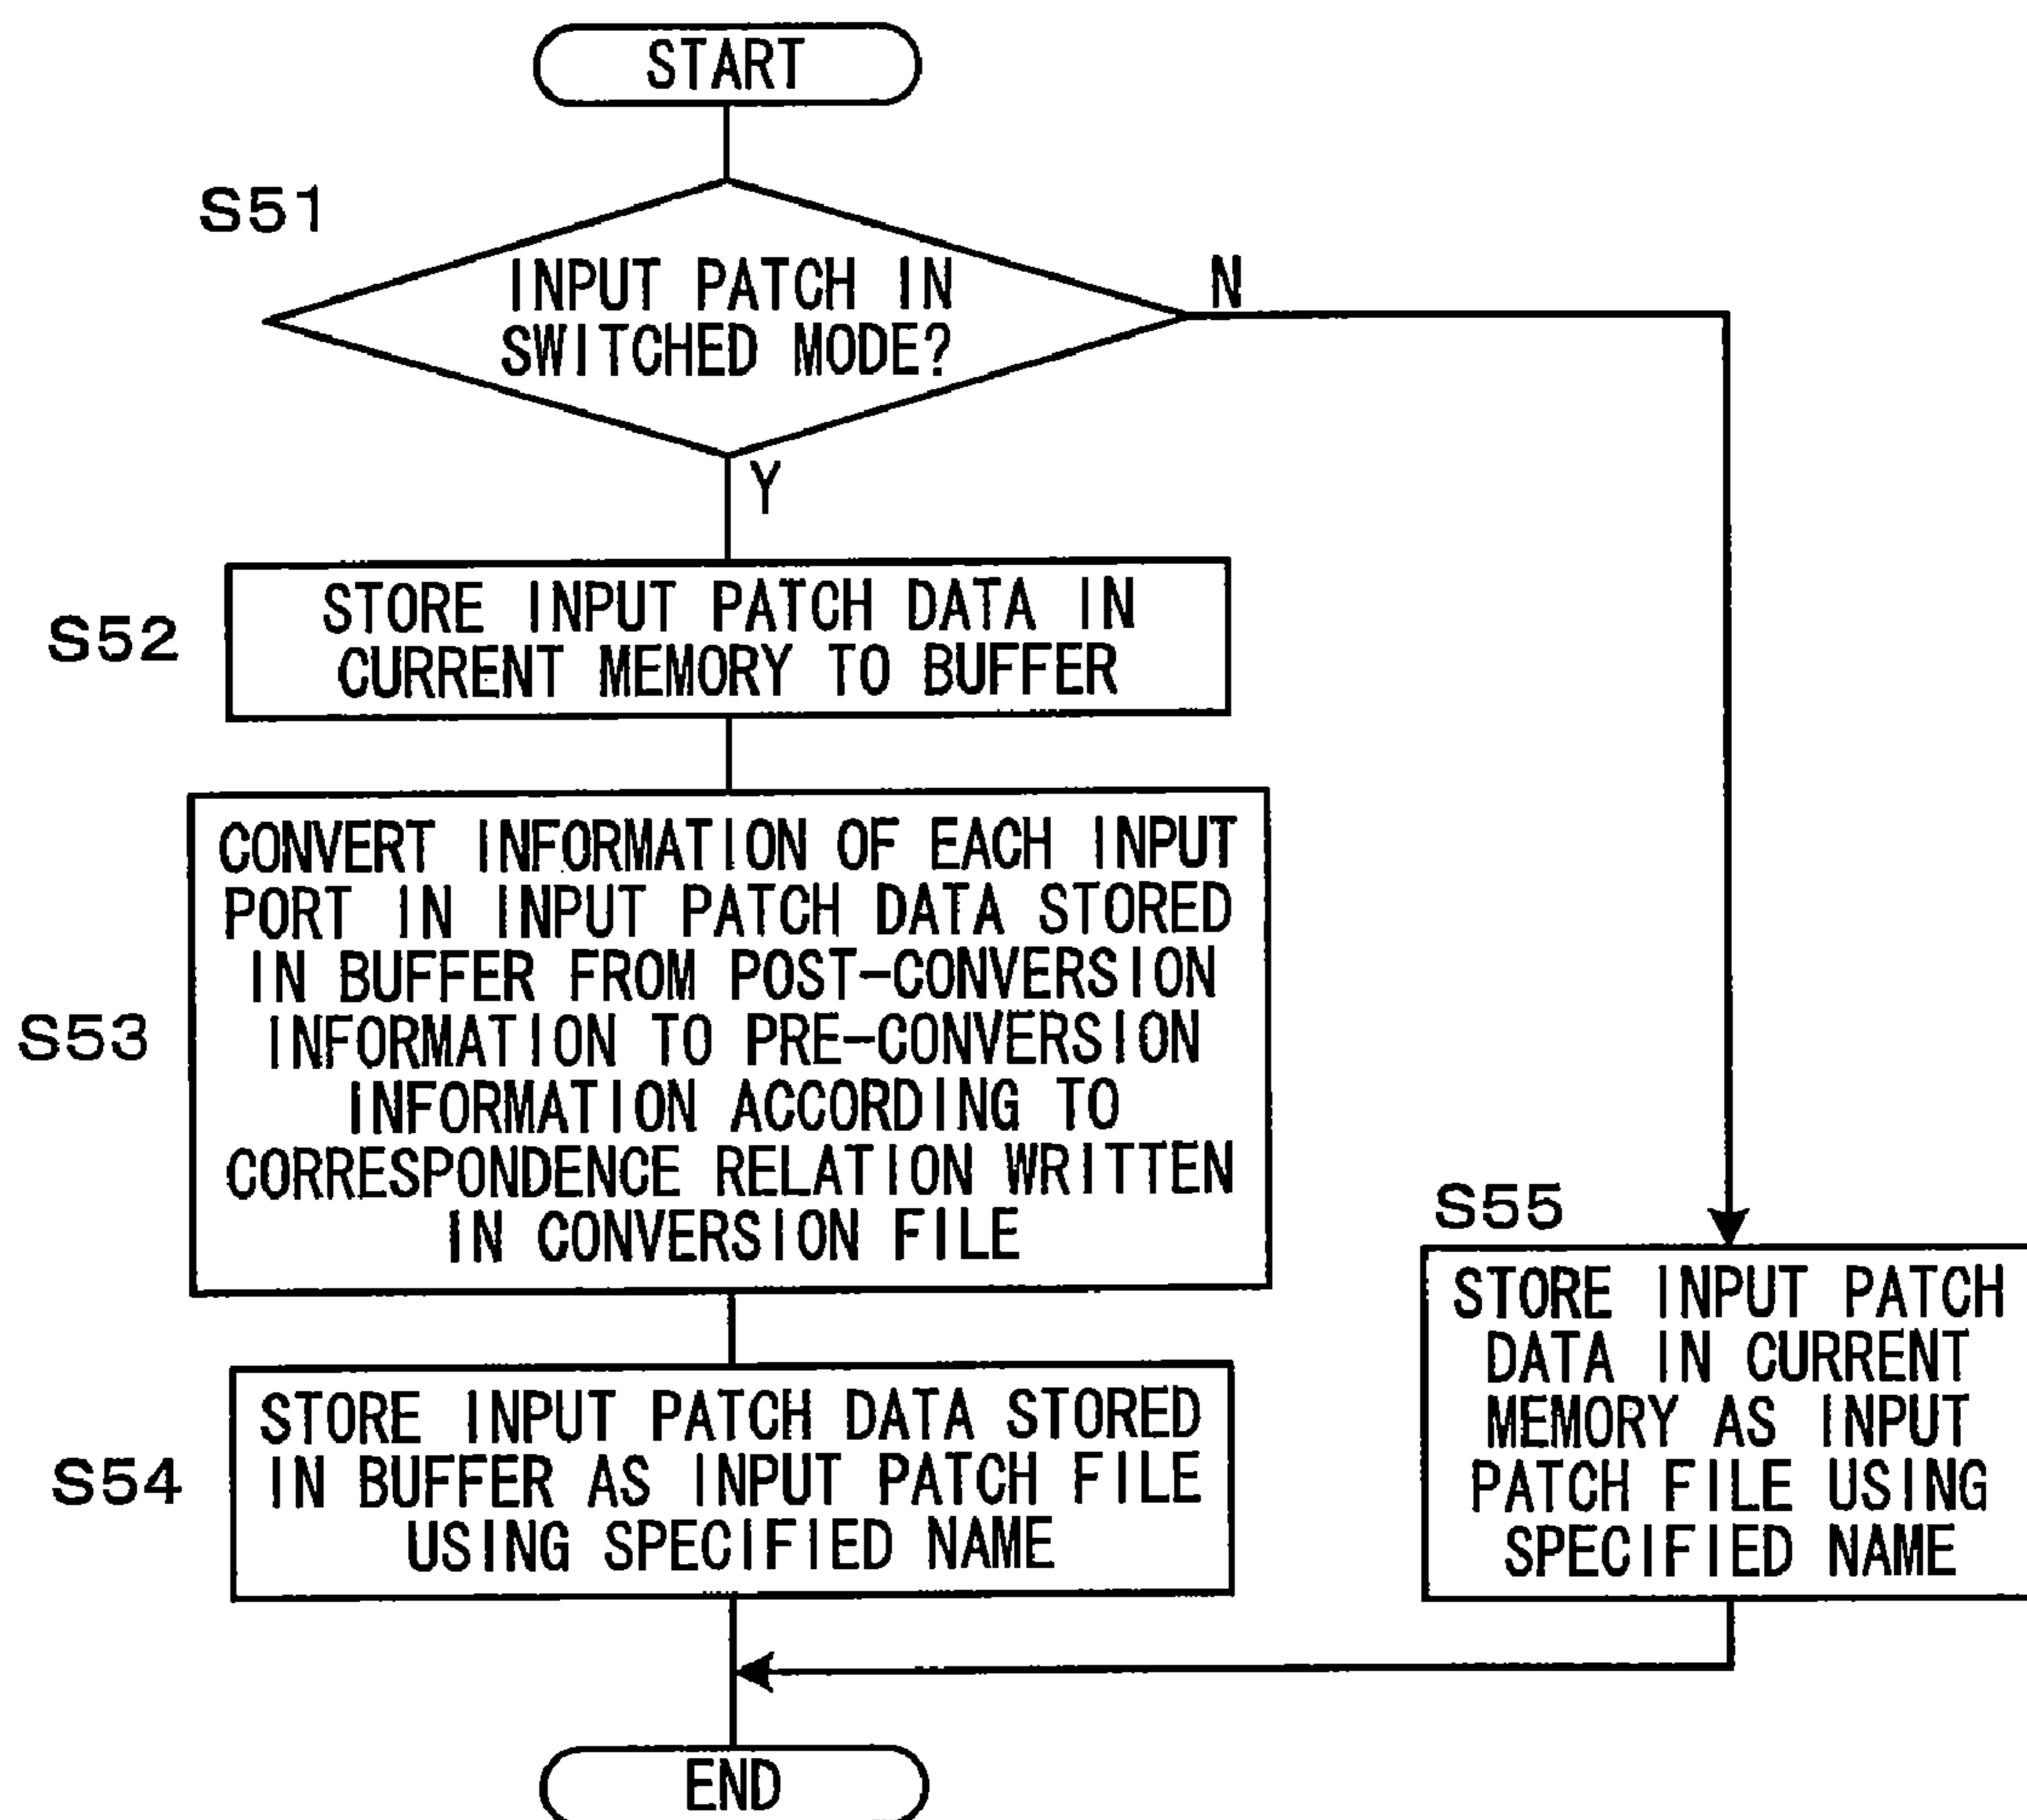 START
S51
INPUT PATCH IN
SWITCHED MODE?
N
Y
S52
STORE INPUT PATCH DATA IN
CURRENT MEMORY TO BUFFER
S53
CONVERT INFORMATION OF EACH INPUT
PORT IN INPUT PATCH DATA STORED
IN BUFFER FROM POST-CONVERSION
INFORMATION TO PRE-CONVERSION
INFORMATION ACCORDING TO
CORRESPONDENCE RELATION WRITTEN
IN CONVERSION FILE
S54
STORE INPUT PATCH DATA STORED
IN BUFFER AS INPUT PATCH FILE
USING SPECIFIED NAME
S55
STORE INPUT PATCH
DATA IN CURRENT
MEMORY AS INPUT
PATCH FILE USING
SPECIFIED NAME
END